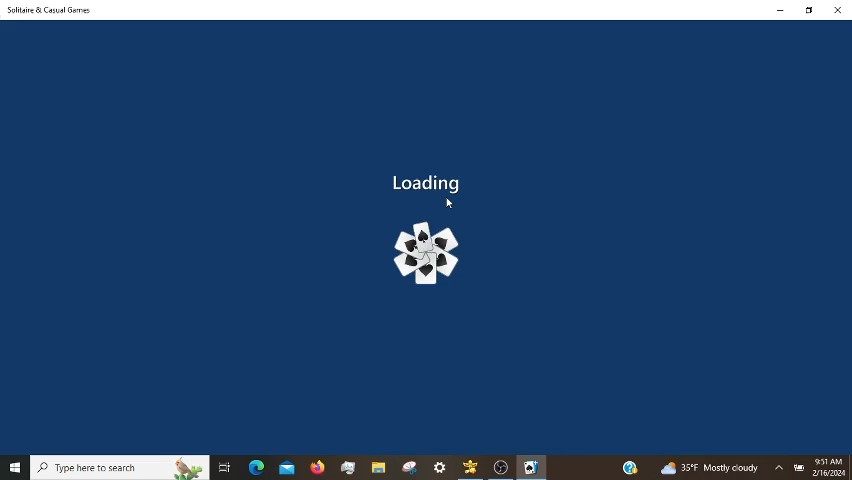 Solitaire & Casual Games
Loading
Type here to search
35°F Mostly cloudy
9:51 AM
2/16/2024